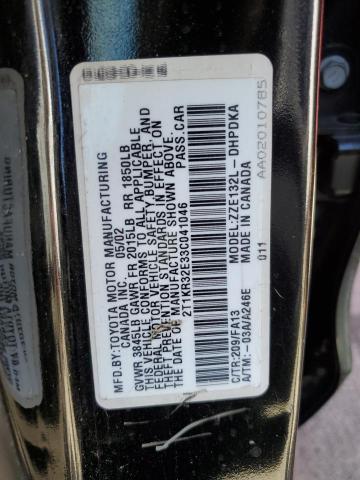 MFD.BY:TOYOTA MOTOR MANUFACTURING
CANADA INC. 05/02
GVWR 3845LB GAWR FR 2015LB RR 1850LB
THIS VEHICLE CONFORMS TO ALL APPLICABLE
FEDERAL MOTOR VEHICLE SAFETY, BUMPER, AND
THEFT PREVENTION STANDARDS IN EFFECT ON
THE DATE OF MANUFACTURE SHOWN ABOVE.
2T1KR32E33C041046 PASS.CAR
C/TR:2D9/FA13
A/TM:—03A/A246E
MODEL:ZZE132L–DHPDKA
MADE IN CANADA
011
AA02010785